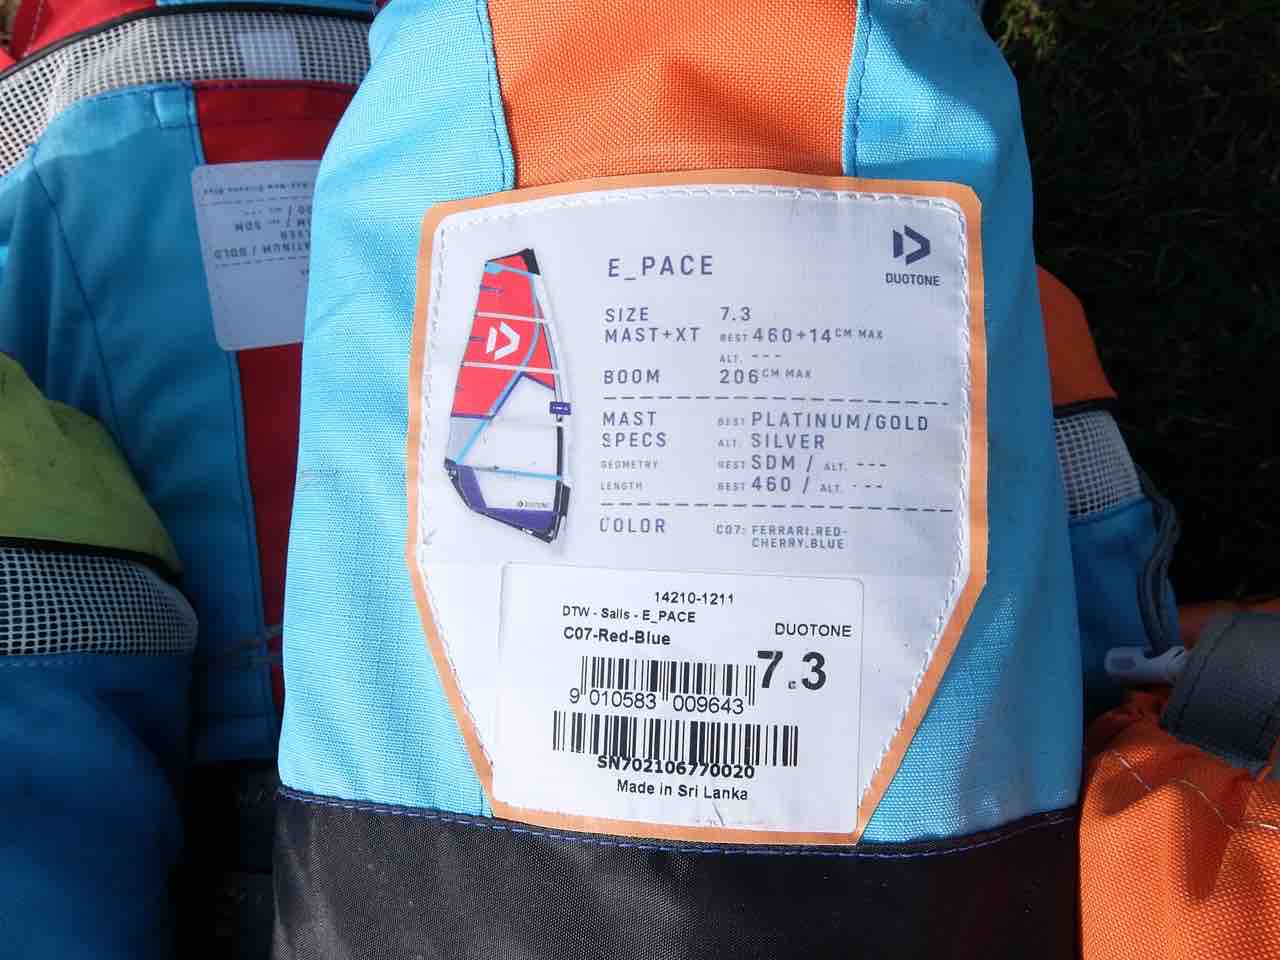 E_PACE
DUOTONE
SIZE 7.3
MAST+XT BEST 460+14 CM MAX
ALT. ---
BOOM 206 CM MAX
MAST BEST PLATINUM/GOLD
SPECS ALT. SILVER
GEOMETRY BEST SDM / ALT. ---
LENGTH BEST 460 / ALT. ---
COLOR C07: FERRARI.RED-
CHERRY.BLUE
DUOTONE
14210-1211
DTW - Sails - E_PACE
C07-Red-Blue
DUOTONE
7.3
9 010583 009643
SN702106770020
Made in Sri Lanka
SDM
/ GOLD